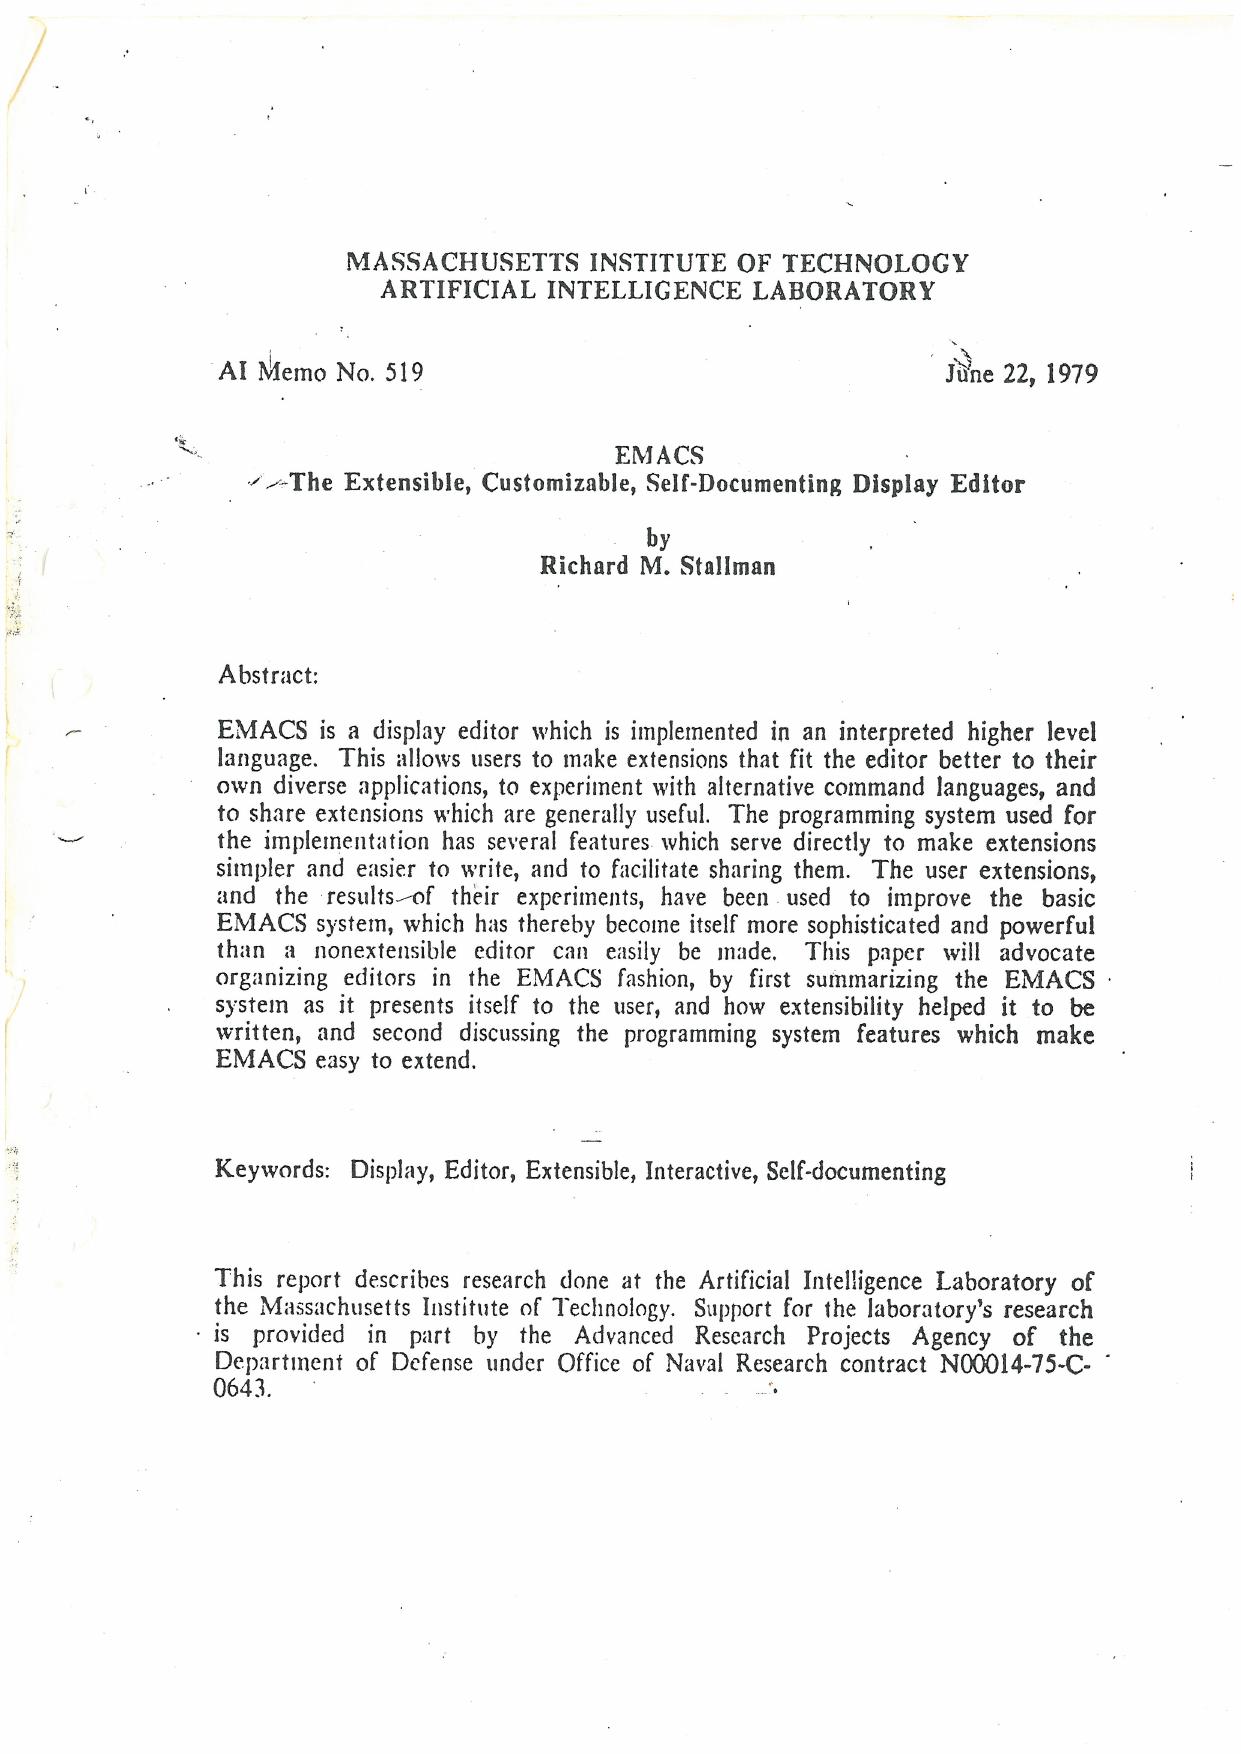 MASSACHUSETTS INSTITUTE OF TECHNOLOGY
ARTIFICIAL INTELLIGENCE LABORATORY
AI Memo No. 519
June 22, 1979
EMACS
The Extensible, Customizable, Self-Documenting Display Editor
by
Richard M. Stallman
Abstract:
EMACS is a display editor which is implemented in an interpreted higher level
language. This allows users to make extensions that fit the editor better to their
own diverse applications, to experiment with alternative command languages, and
to share extensions which are generally useful. The programming system used for
the implementation has several features which serve directly to make extensions
simpler and easier to write, and to facilitate sharing them. The user extensions,
and the results of their experiments, have been used to improve the basic
EMACS system, which has thereby become itself more sophisticated and powerful
than a nonextensible editor can easily be made. This paper will advocate
organizing editors in the EMACS fashion, by first summarizing the EMACS
system as it presents itself to the user, and how extensibility helped it to be
written, and second discussing the programming system features which make
EMACS easy to extend.
Keywords: Display, Editor, Extensible, Interactive, Self-documenting
This report describes research done at the Artificial Intelligence Laboratory of
the Massachusetts Institute of Technology. Support for the laboratory's research
is provided in part by the Advanced Research Projects Agency of the
Department of Defense under Office of Naval Research contract N00014-75-C-
0643.